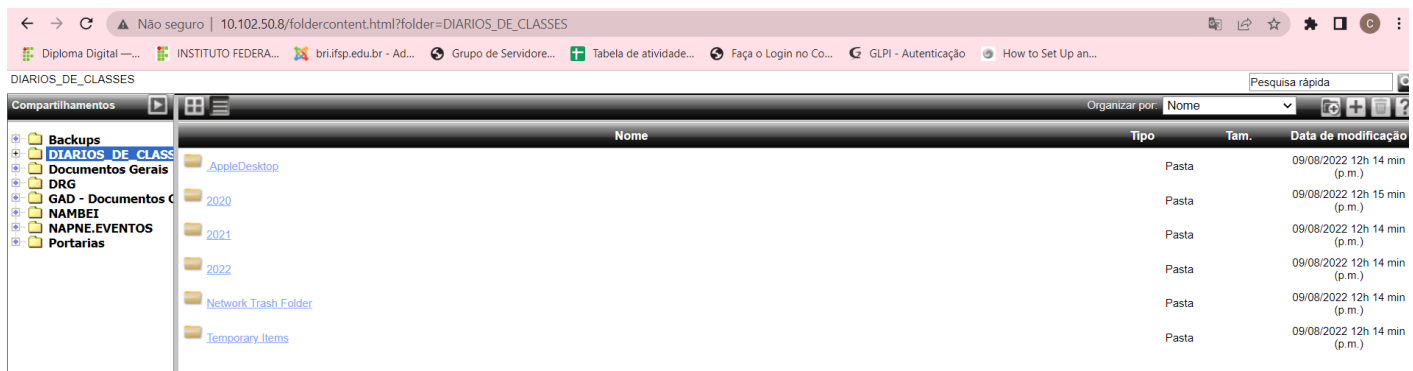 Não seguro | 10.102.50.8/foldercontent.html?folder=DIARIOS_DE_CLASSES
C
Diploma Digital —... INSTITUTO FEDERA... bri.ifsp.edu.br - Ad... Grupo de Servidore... Tabela de atividade... Faça o Login no Co... GLPI - Autenticação How to Set Up an...
DIARIOS_DE_CLASSES
Pesquisa rápida
Compartilhamentos
Organizar por: Nome
Backups
DIARIOS_DE_CLASS
Documentos Gerais
DRG
GAD - Documentos G
NAMBEI
NAPNE.EVENTOS
Portarias
Nome Tipo Tam. Data de modificação
.AppleDesktop Pasta 09/08/2022 12h 14 min
(p.m.)
2020 Pasta 09/08/2022 12h 15 min
(p.m.)
2021 Pasta 09/08/2022 12h 14 min
(p.m.)
2022 Pasta 09/08/2022 12h 14 min
(p.m.)
Network Trash Folder Pasta 09/08/2022 12h 14 min
(p.m.)
Temporary Items Pasta 09/08/2022 12h 14 min
(p.m.)